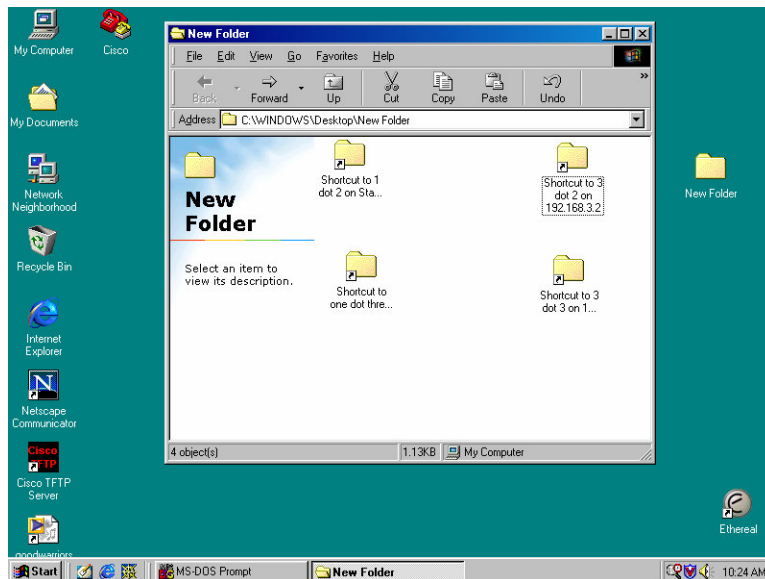 My Computer
Cisco
My Documents
Network
Neighborhood
Recycle Bin
Internet
Explorer
Netscape
Communicator
Cisco
TFTP
Cisco TFTP
Server
goodwarriors
New Folder
File Edit View Go Favorites Help
Back Forward Up Cut Copy Paste Undo »
Address C:\WINDOWS\Desktop\New Folder
New
Folder
Select an item to
view its description.
Shortcut to 1
dot 2 on Sta...
Shortcut to 3
dot 2 on
192.168.3.2
Shortcut to
one dot thre...
Shortcut to 3
dot 3 on 1...
4 object(s) 1.13KB My Computer
New Folder
Ethereal
Start MS-DOS Prompt New Folder 10:24 AM